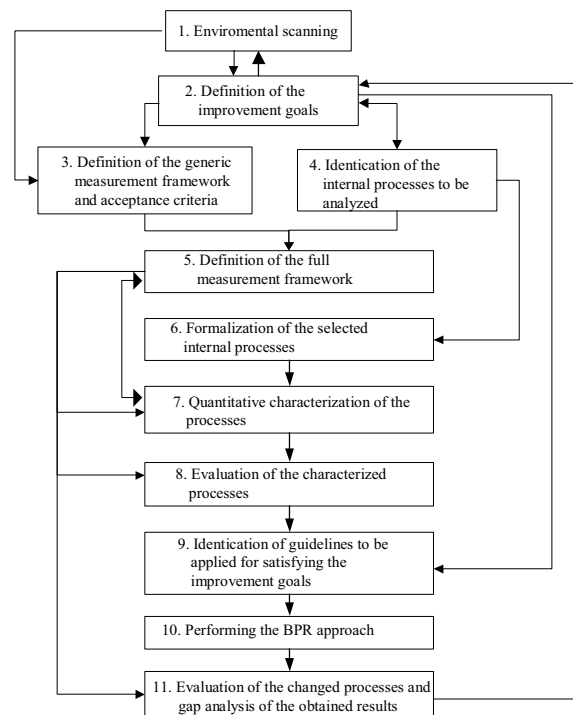 1. Enviromental scanning
2. Definition of the
improvement goals
3. Definition of the generic
measurement framework
and acceptance criteria
4. Identication of the
internal processes to be
analyzed
5. Definition of the full
measurement framework
6. Formalization of the selected
internal processes
7. Quantitative characterization of the
processes
8. Evaluation of the characterized
processes
9. Identication of guidelines to be
applied for satisfying the
improvement goals
10. Performing the BPR approach
11. Evaluation of the changed processes and
gap analysis of the obtained results